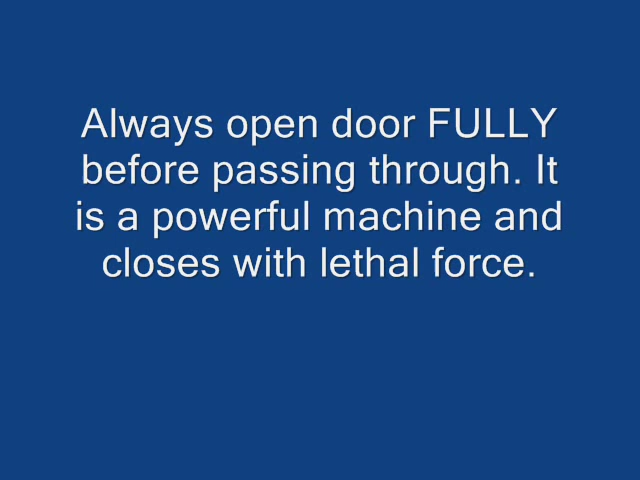 Always open door FULLY
before passing through. It
is a powerful machine and
closes with lethal force.